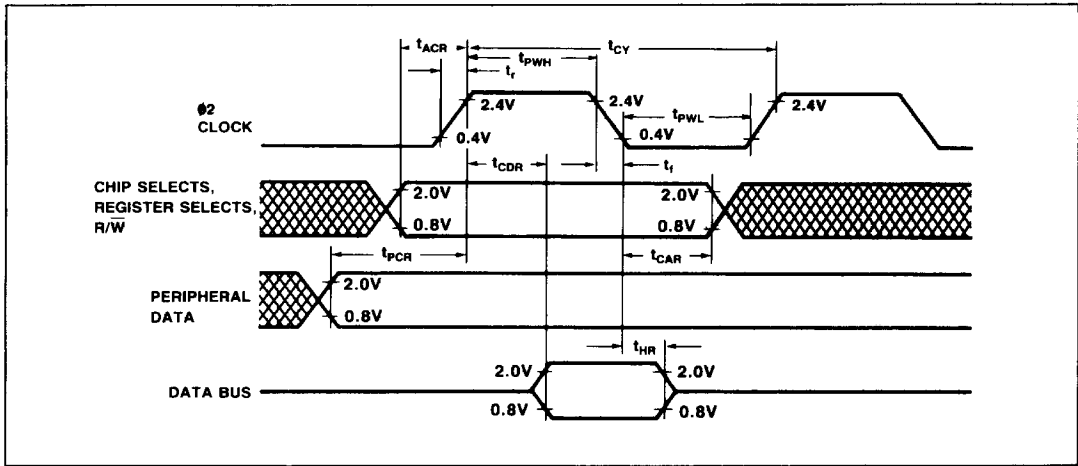 tACR
tCY
tPWH
tr
φ2
CLOCK
2.4V
2.4V
2.4V
0.4V
0.4V
tPWL
tCDR
tf
CHIP SELECTS,
REGISTER SELECTS,
R/W̅
2.0V
2.0V
0.8V
0.8V
tPCR
tCAR
PERIPHERAL
DATA
2.0V
0.8V
tHR
DATA BUS
2.0V
2.0V
0.8V
0.8V